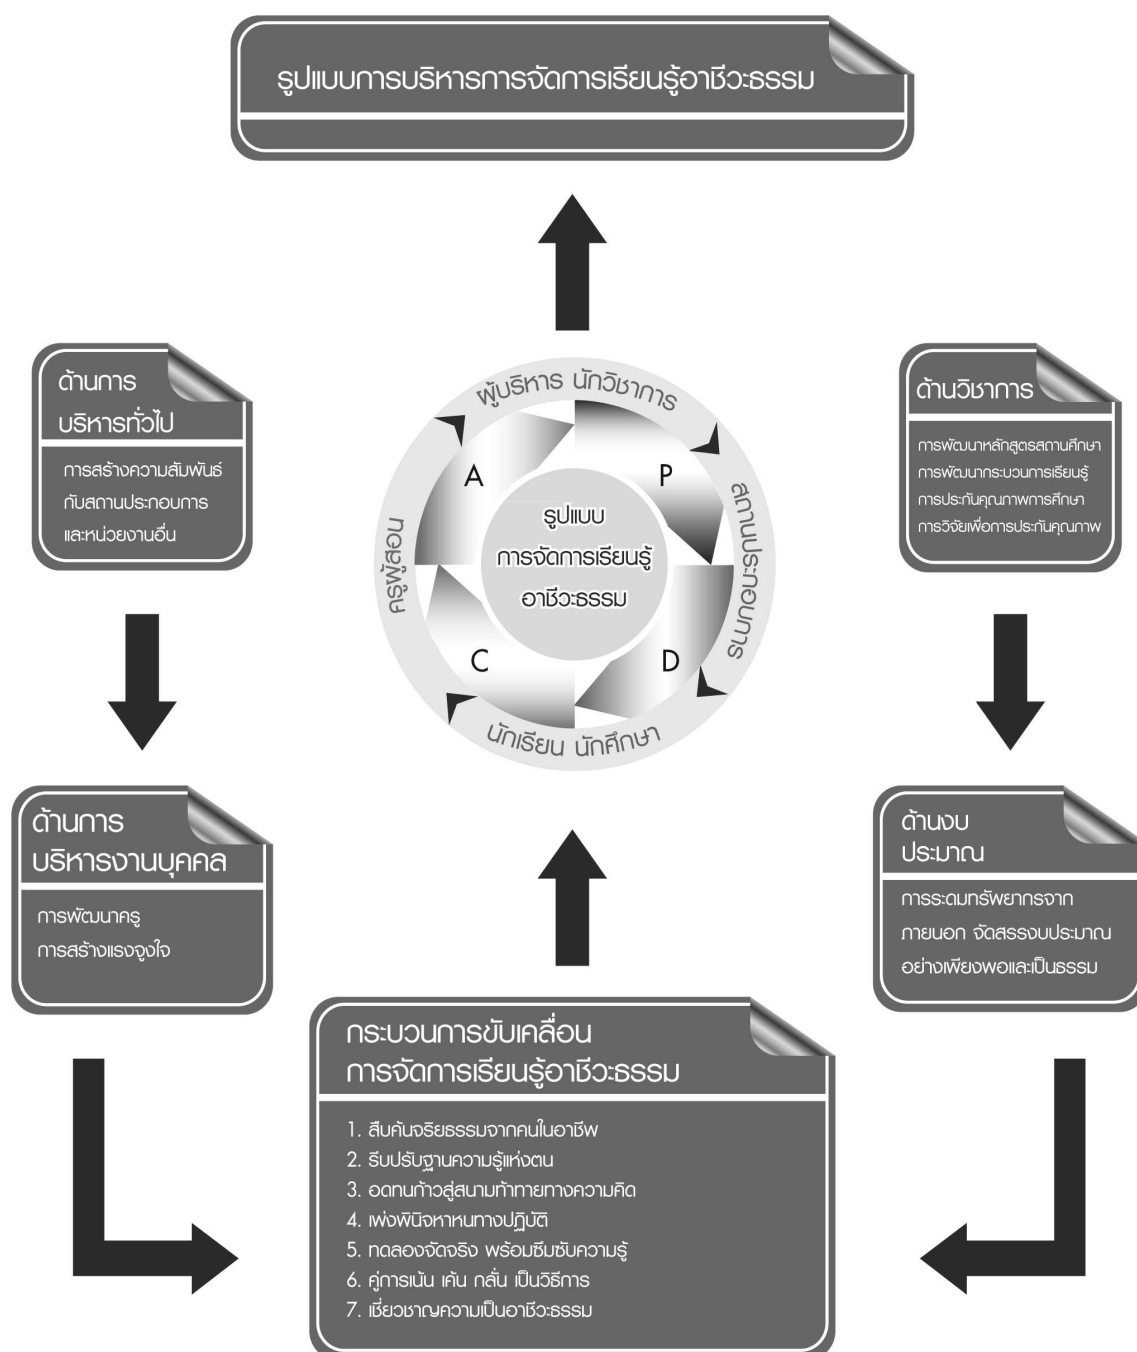 รูปแบบการบริหารการจัดการเรียนรู้อาชีวะธรรม
ด้านการ
บริหารทั่วไป
การสร้างความสัมพันธ์
กับสถานประกอบการ
และหน่วยงานอื่น
ผู้บริหาร นักวิชาการ
สถานประกอบการ
นักเรียน นักศึกษา
ครูผู้สอน
A
P
D
C
รูปแบบ
การจัดการเรียนรู้
อาชีวะธรรม
ด้านวิชาการ
การพัฒนาหลักสูตรสถานศึกษา
การพัฒนากระบวนการเรียนรู้
การประกันคุณภาพการศึกษา
การวิจัยเพื่อการประกันคุณภาพ
ด้านการ
บริหารงานบุคคล
การพัฒนาครู
การสร้างแรงจูงใจ
ด้านงบ
ประมาณ
การระดมทรัพยากรจาก
ภายนอก จัดสรรงบประมาณ
อย่างเพียงพอและเป็นธรรม
กระบวนการขับเคลื่อน
การจัดการเรียนรู้อาชีวะธรรม
1. สืบค้นจริยธรรมจากคนในอาชีพ
2. รีบปรับฐานความรู้แห่งตน
3. อดทนก้าวสู่สนามท้าทายทางความคิด
4. เพ่งพินิจหาหนทางปฏิบัติ
5. ทดลองจัดจริง พร้อมซึมซับความรู้
6. คู่การเน้น เค้น กลั่น เป็นวิธีการ
7. เชี่ยวชาญความเป็นอาชีวะธรรม